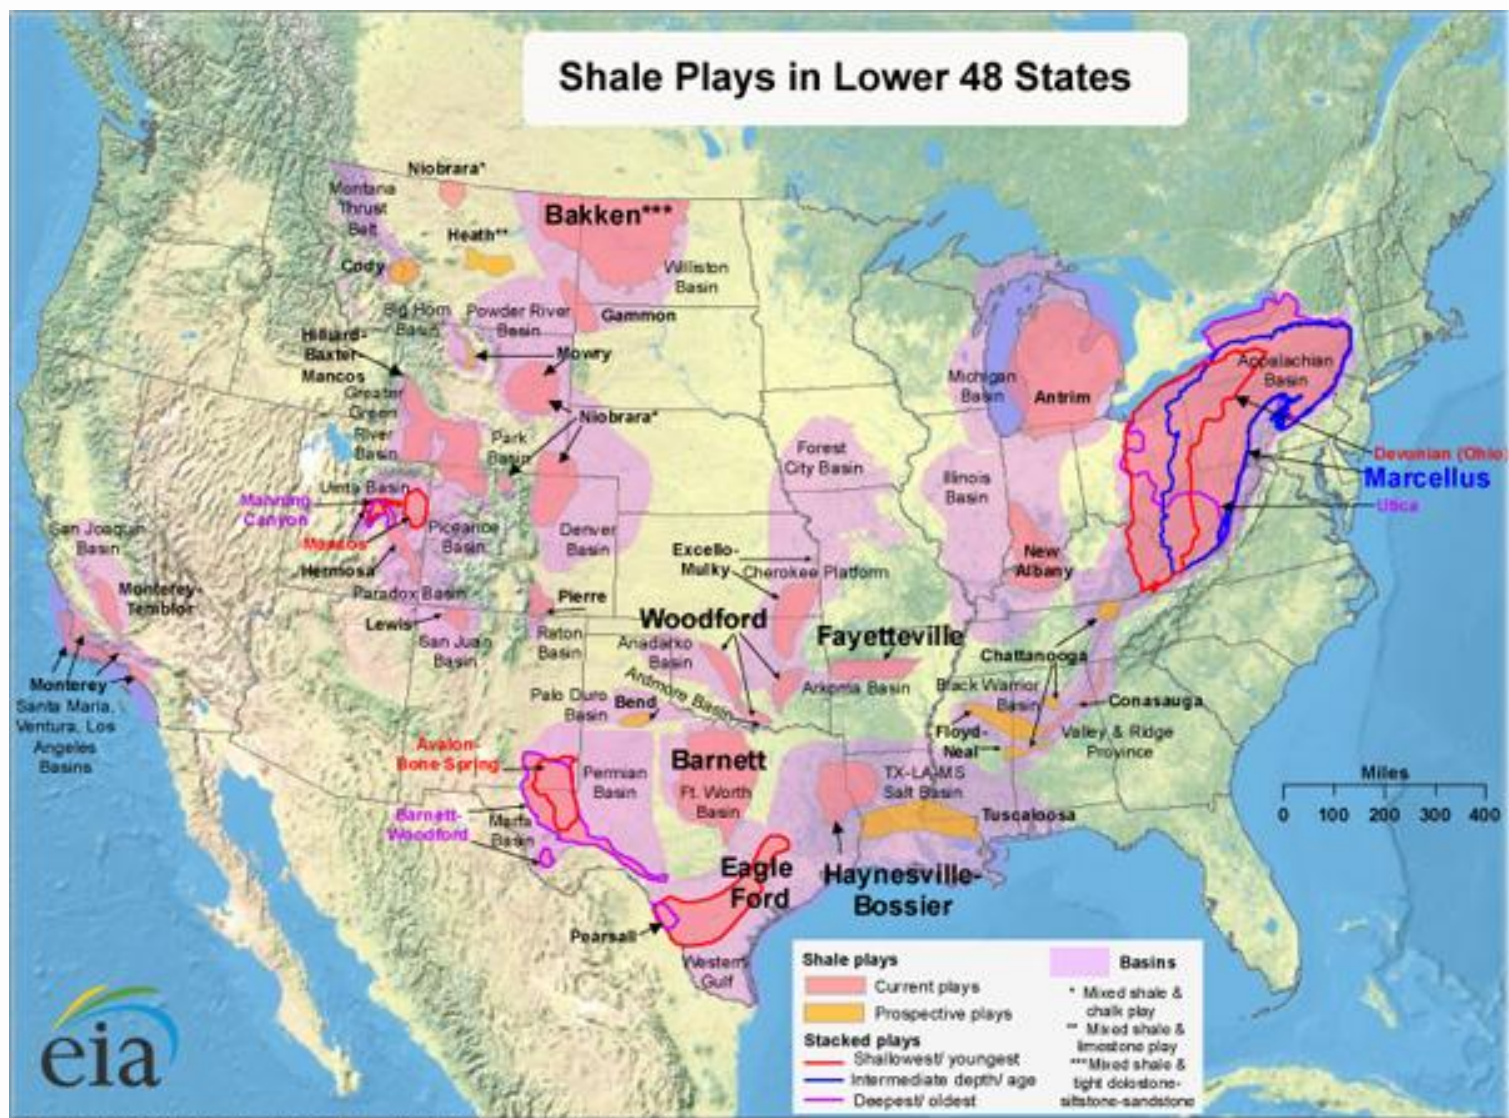 Shale Plays in Lower 48 States
Niobrara*
Montana
Thrust
Belt
Bakken***
Heath**
Cody
Williston
Basin
Big Horn
Basin
Powder River
Basin
Gammon
Hilliard-
Baxter-
Mancos
Mowry
Greater
Green
River
Basin
Niobrara*
Park
Basin
Michigan
Basin
Antrim
Appalachian
Basin
Forest
City Basin
Illinois
Basin
Devonian (Ohio)
Marcellus
Utica
Uinta Basin
Manning
Canyon
San Joaquin
Basin
Mancos
Piceance
Basin
Denver
Basin
Hermosa
Excello-
Mulky
Cherokee Platform
New
Albany
Monterey-
Temblor
Paradox Basin
Pierre
Lewis
San Juan
Basin
Raton
Basin
Woodford
Anadarko
Basin
Fayetteville
Chattanooga
Monterey
Santa Maria,
Ventura, Los
Angeles
Basins
Palo Duro
Basin
Bend
Ardmore Basin
Arkoma Basin
Black Warrior
Basin
Conasauga
Floyd-
Neal
Valley & Ridge
Province
Avalon-
Bone Spring
Permian
Basin
Barnett
Ft. Worth
Basin
TX-LA-MS
Salt Basin
Barnett-
Woodford
Marfa
Basin
Tuscaloosa
Miles
0 100 200 300 400
Eagle
Ford
Haynesville-
Bossier
Pearsall
Western
Gulf
Shale plays
Current plays
Prospective plays
Stacked plays
Shallowest/ youngest
Intermediate depth/ age
Deepest/ oldest
Basins
* Mixed shale &
chalk play
** Mixed shale &
limestone play
***Mixed shale &
tight dolostone-
siltstone-sandstone
eia